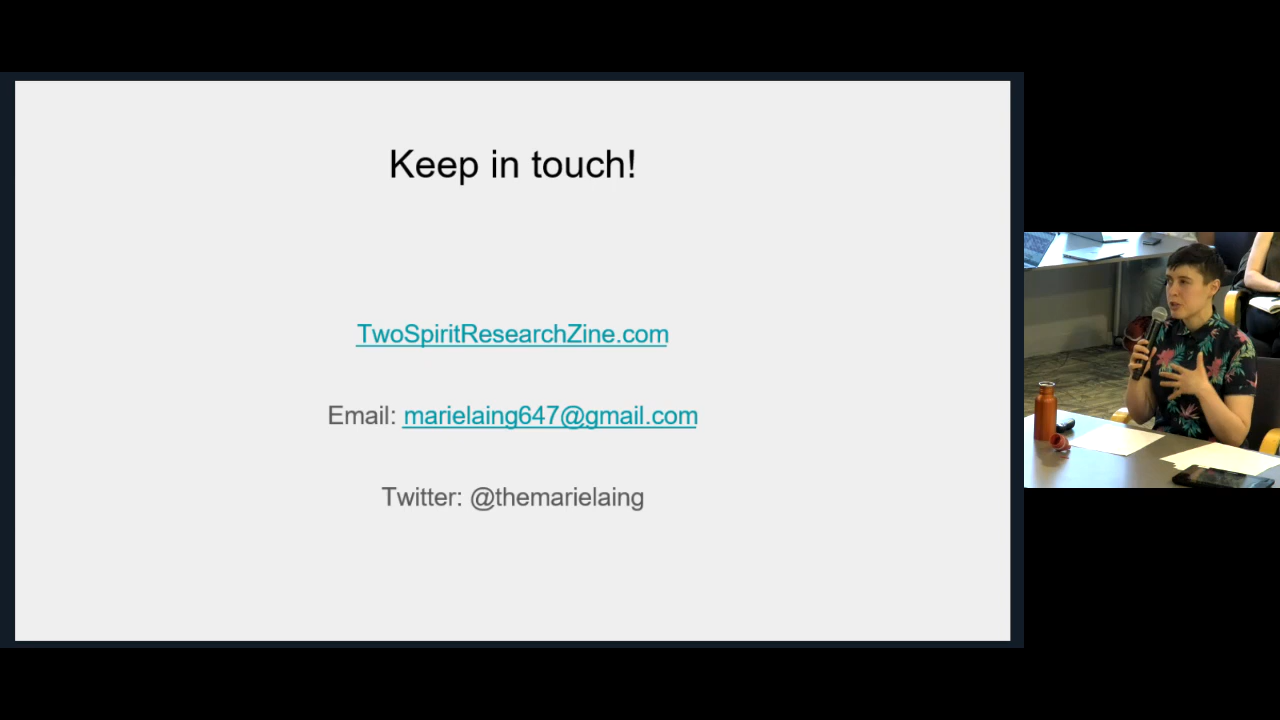 Keep in touch!
TwoSpiritResearchZine.com
Email: marielaing647@gmail.com
Twitter: @themarielaing